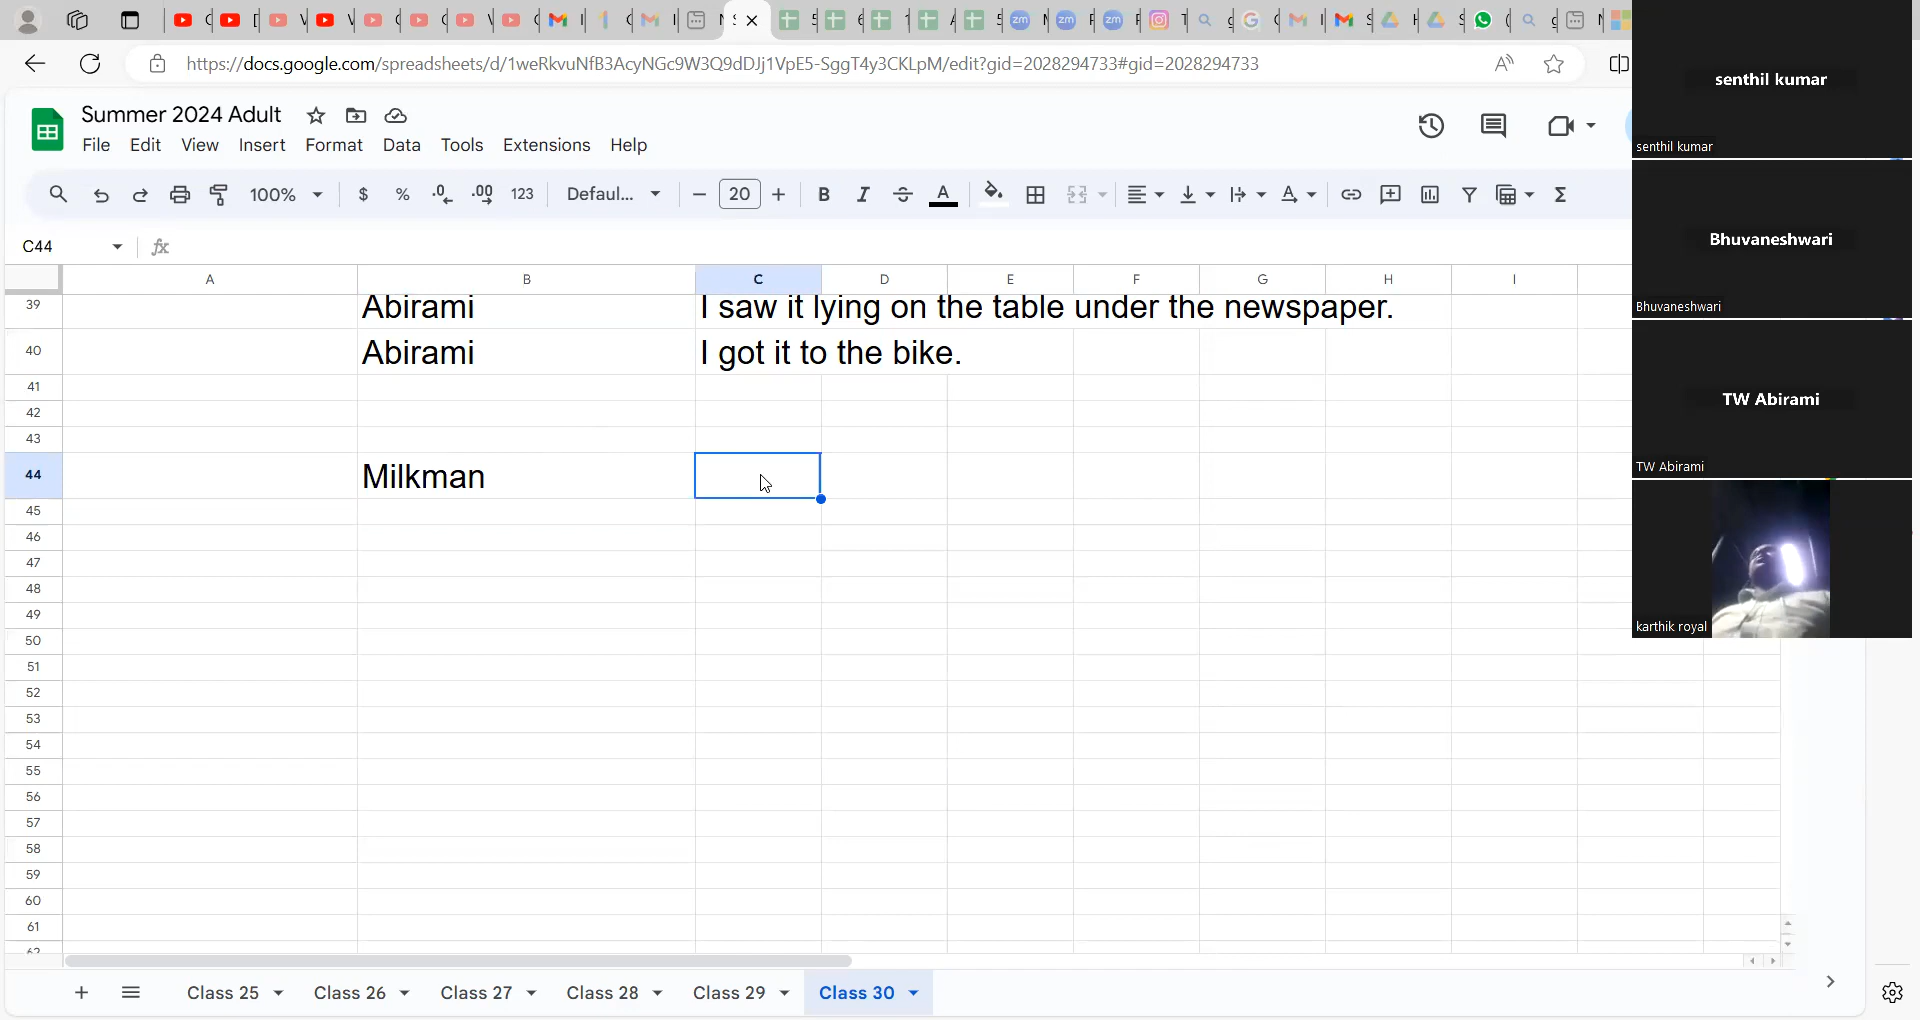 https://docs.google.com/spreadsheets/d/1weRkvuNfB3AcyNGc9W3Q9dDJj1VpE5-SggT4y3CKLpM/edit?gid=2028294733#gid=2028294733
Summer 2024 Adult
File Edit View Insert Format Data Tools Extensions Help
100% $ % .0 .00 123 Defaul... 20 B I A
C44
A B C D E F G H I
39 Abirami I saw it lying on the table under the newspaper.
40 Abirami I got it to the bike.
41
42
43
44 Milkman
45
46
47
48
49
50
51
52
53
54
55
56
57
58
59
60
61
62
Class 25 Class 26 Class 27 Class 28 Class 29 Class 30
senthil kumar
senthil kumar
Bhuvaneshwari
Bhuvaneshwari
TW Abirami
TW Abirami
karthik royal